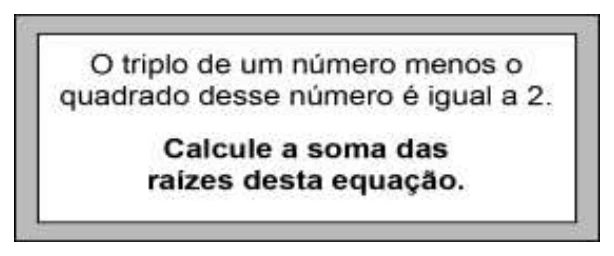 O triplo de um número menos o
quadrado desse número é igual a 2.
Calcule a soma das
raízes desta equação.